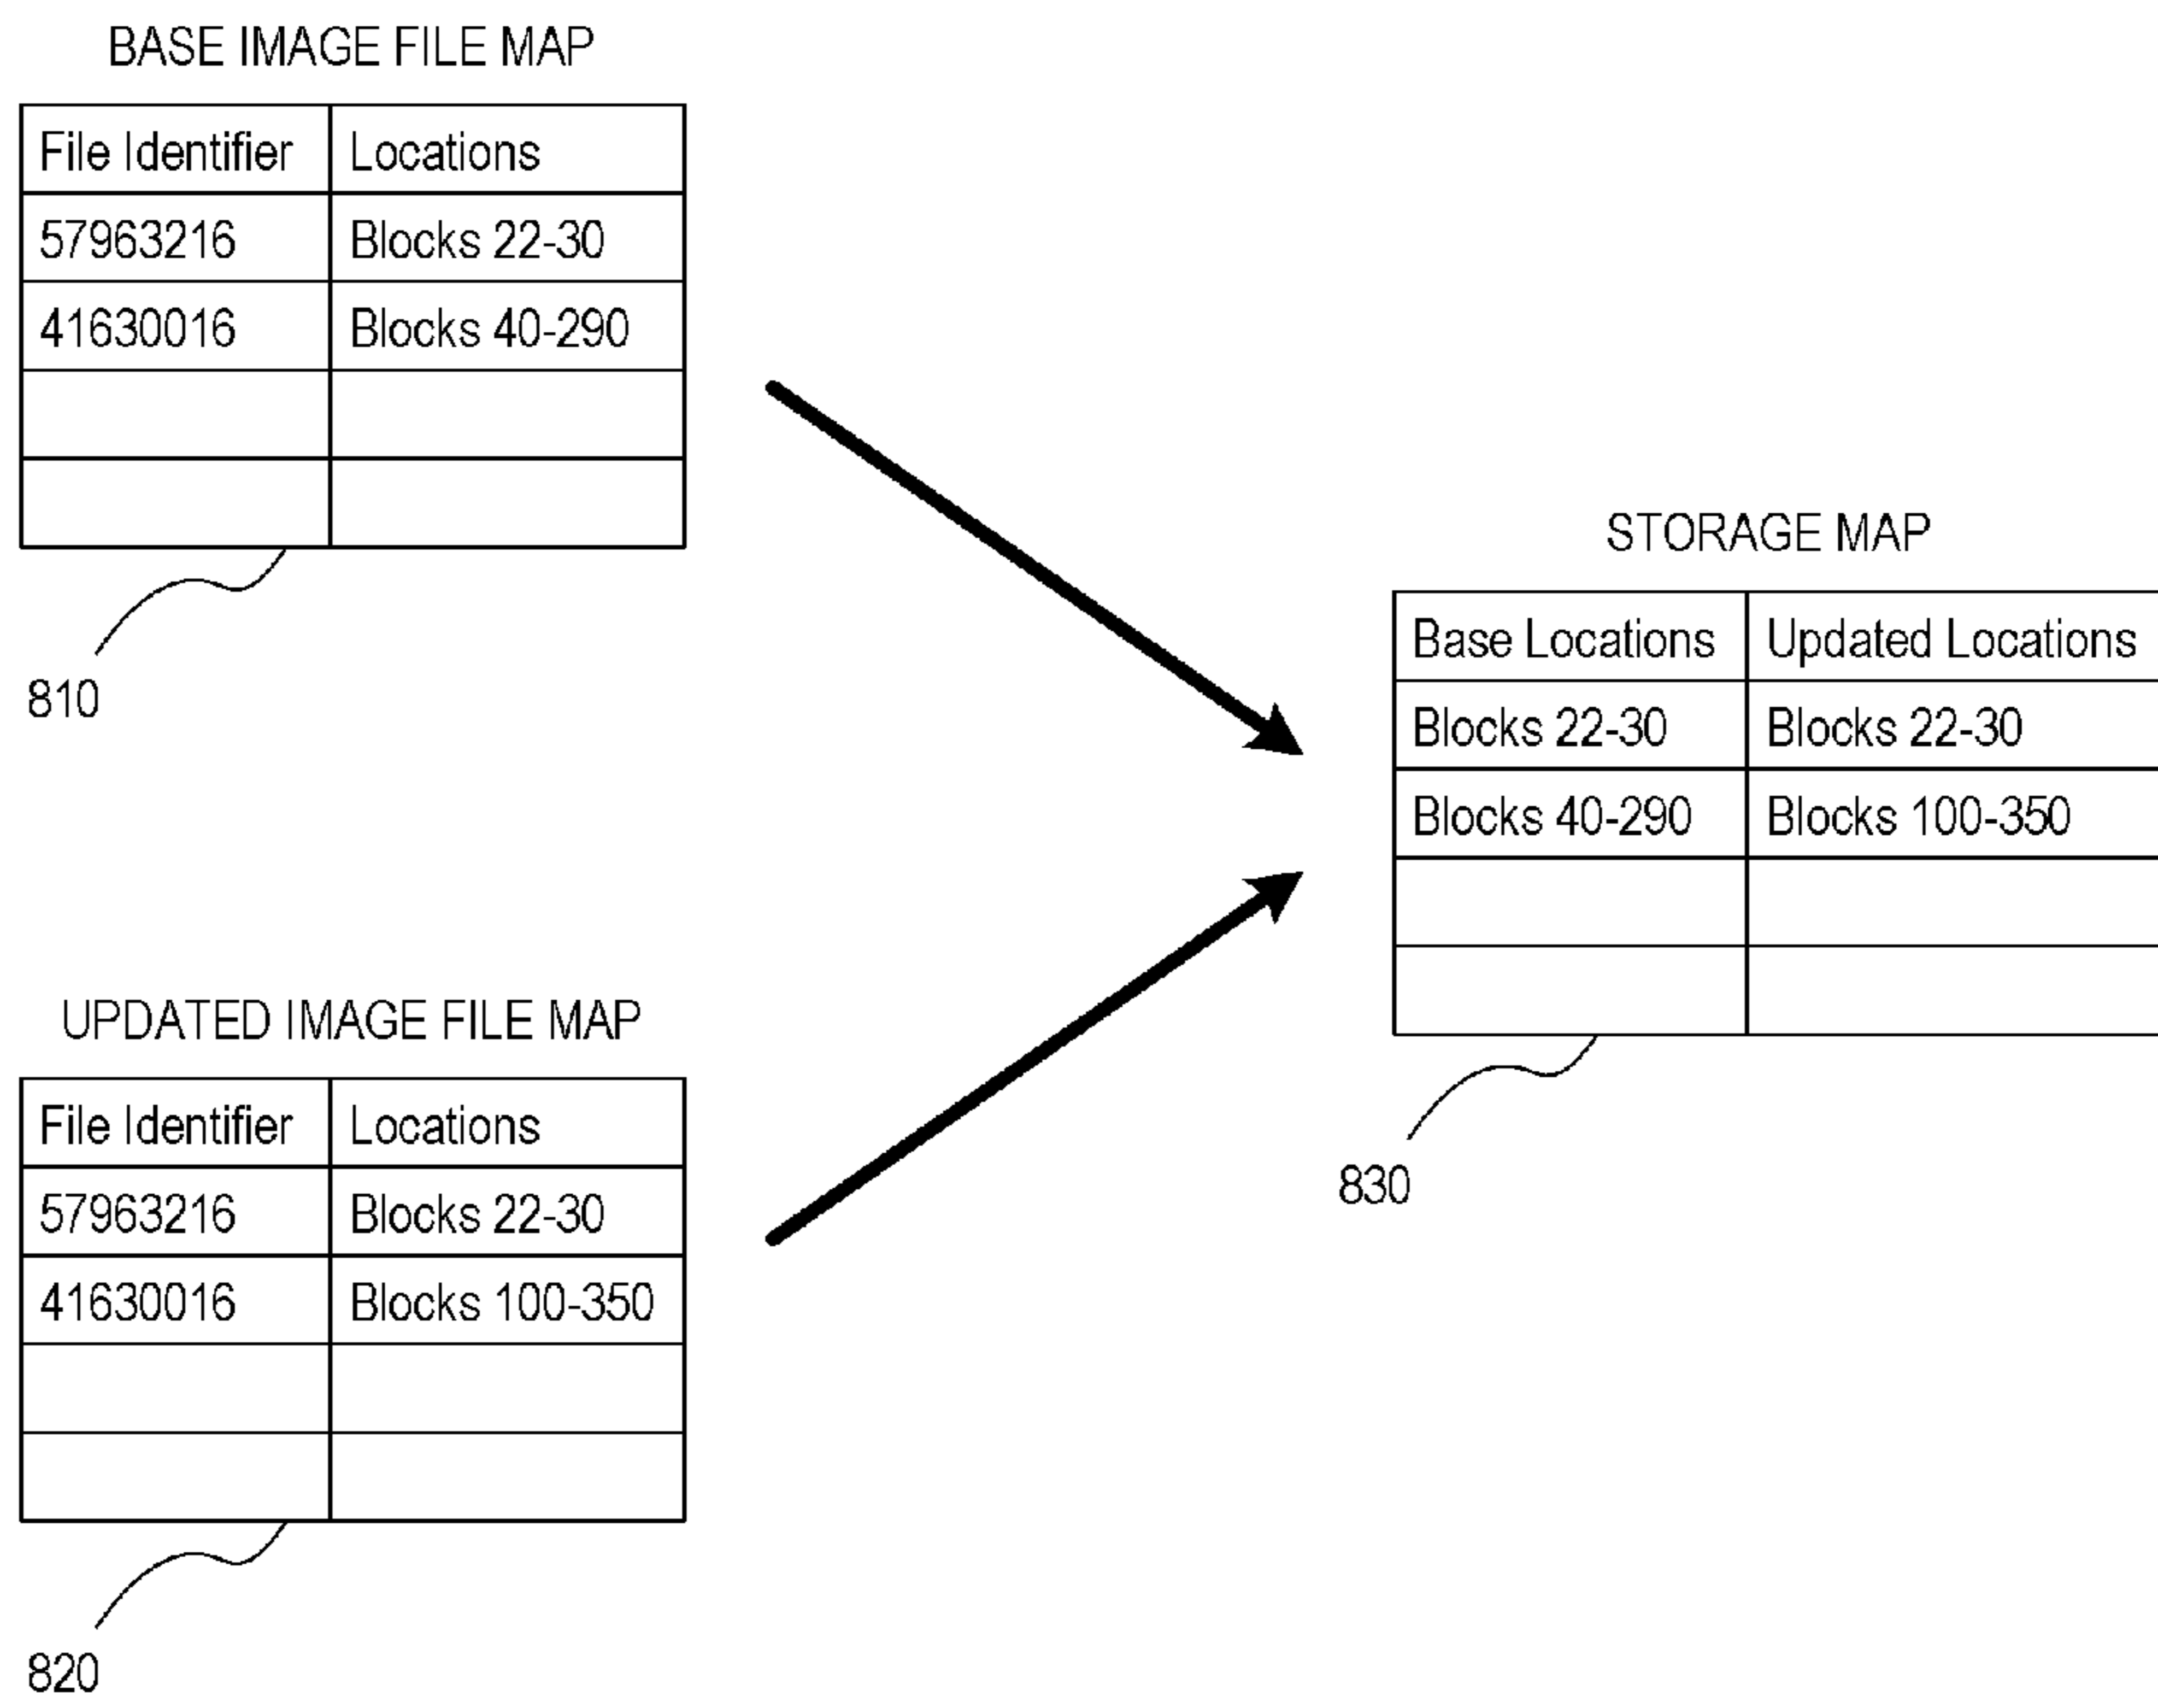 BASE IMAGE FILE MAP
File Identifier Locations
57963216 Blocks 22-30
41630016 Blocks 40-290
810
STORAGE MAP
Base Locations Updated Locations
Blocks 22-30 Blocks 22-30
Blocks 40-290 Blocks 100-350
830
UPDATED IMAGE FILE MAP
File Identifier Locations
57963216 Blocks 22-30
41630016 Blocks 100-350
820